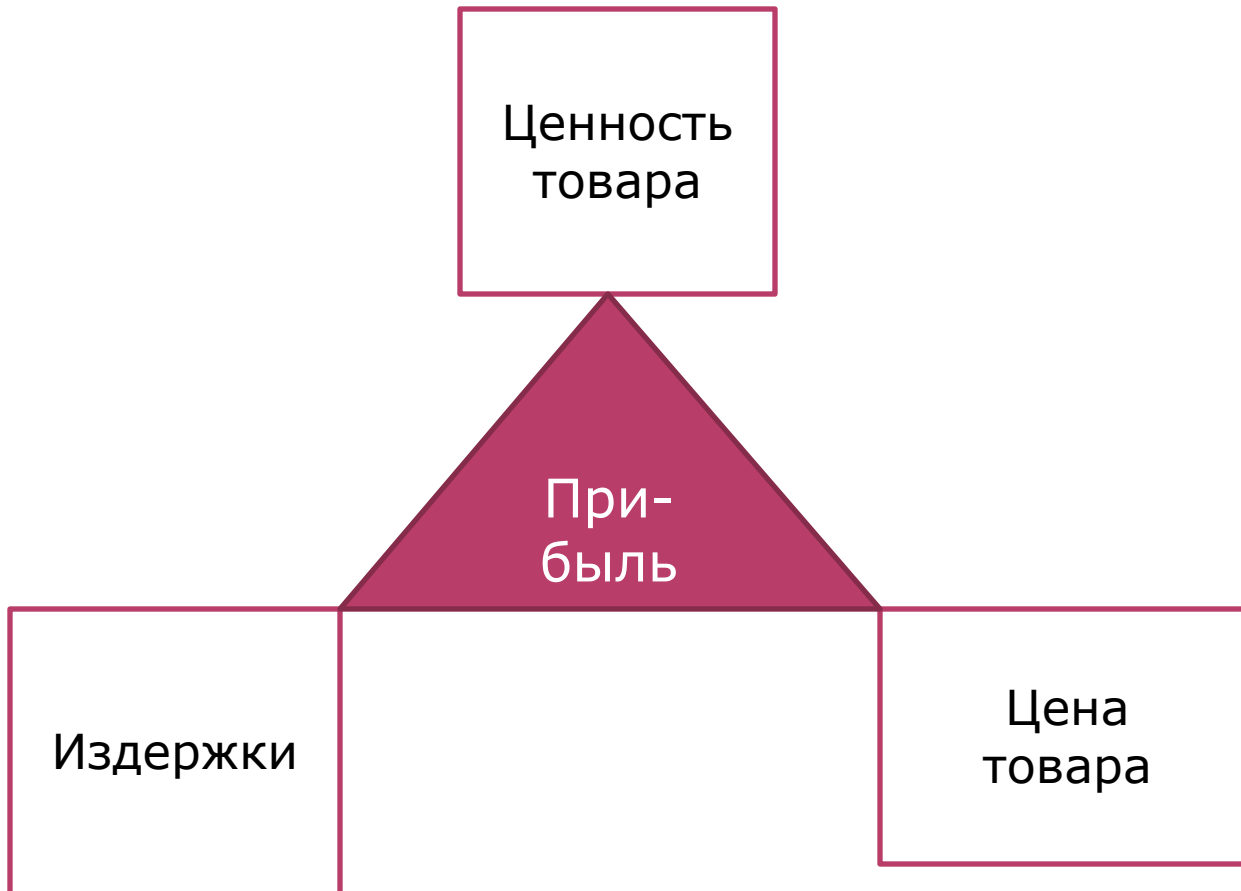 Ценность
товара
При-
быль
Издержки
Цена
товара